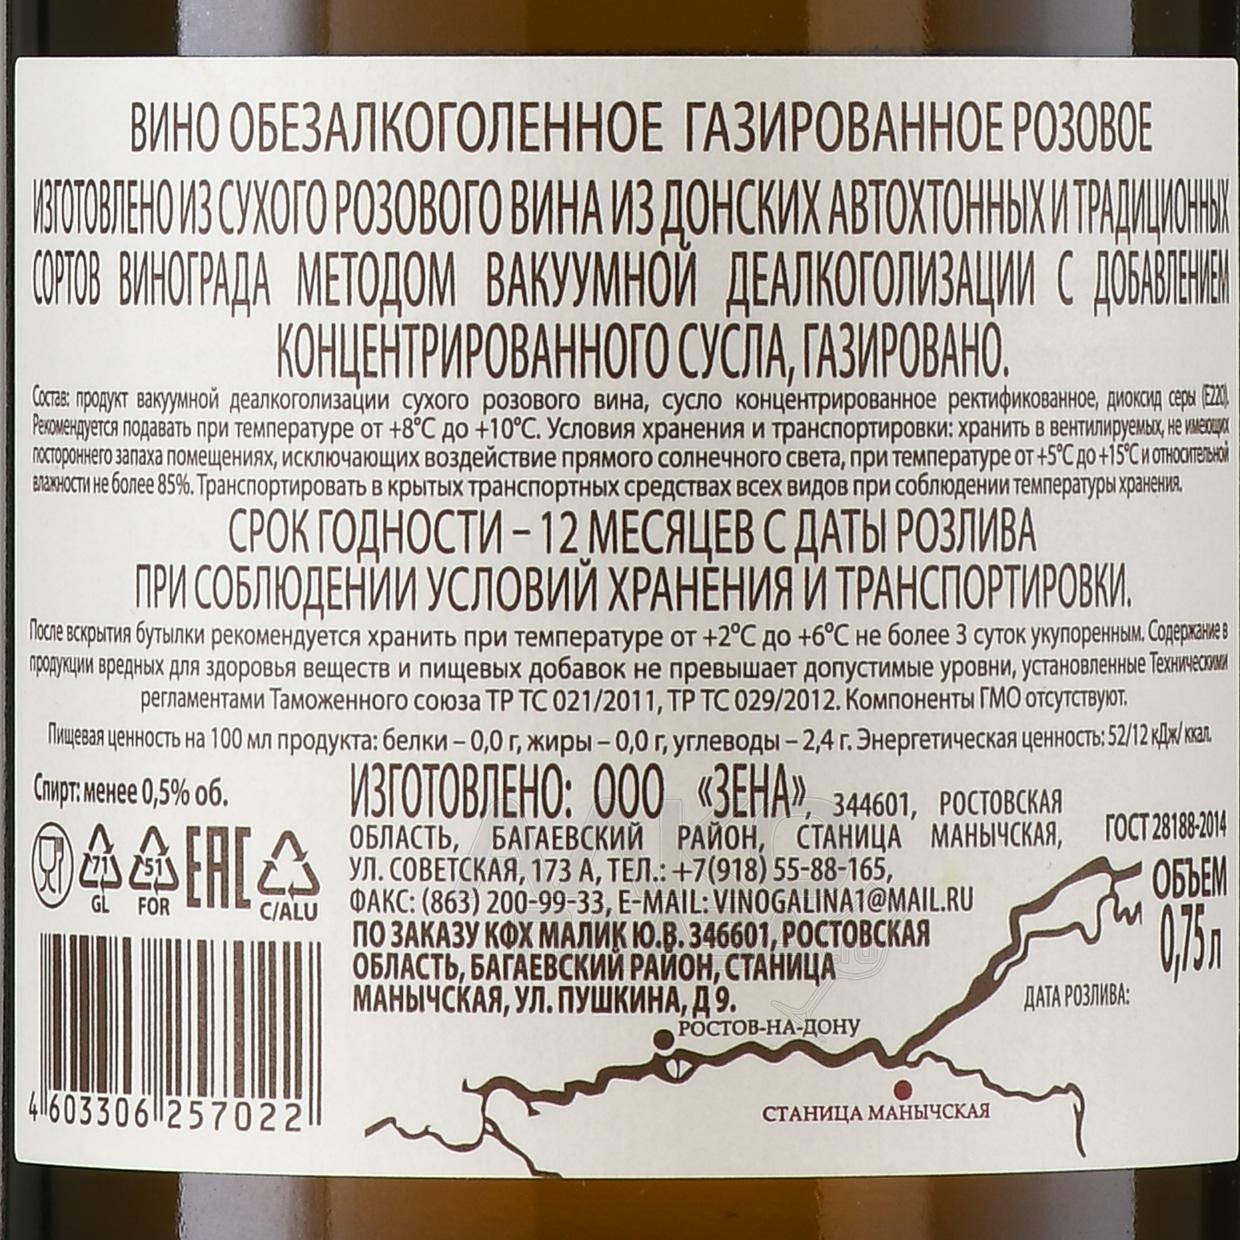 ВИНО ОБЕЗАЛКОГОЛЕННОЕ ГАЗИРОВАННОЕ РОЗОВОЕ
ИЗГОТОВЛЕНО ИЗ СУХОГО РОЗОВОГО ВИНА ИЗ ДОНСКИХ АВТОХТОННЫХ И ТРАДИЦИОННЫХ
СОРТОВ ВИНОГРАДА МЕТОДОМ ВАКУУМНОЙ ДЕАЛКОГОЛИЗАЦИИ С ДОБАВЛЕНИЕМ
КОНЦЕНТРИРОВАННОГО СУСЛА, ГАЗИРОВАНО.
Состав: продукт вакуумной деалкоголизации сухого розового вина, сусло концентрированное ректификованное, диоксид серы (Е220).
Рекомендуется подавать при температуре от +8°С до +10°С. Условия хранения и транспортировки: хранить в вентилируемых, не имеющих
постороннего запаха помещениях, исключающих воздействие прямого солнечного света, при температуре от +5°С до +15°С и относительной
влажности не более 85%. Транспортировать в крытых транспортных средствах всех видов при соблюдении температуры хранения.
СРОК ГОДНОСТИ – 12 МЕСЯЦЕВ С ДАТЫ РОЗЛИВА
ПРИ СОБЛЮДЕНИИ УСЛОВИЙ ХРАНЕНИЯ И ТРАНСПОРТИРОВКИ.
После вскрытия бутылки рекомендуется хранить при температуре от +2°С до +6°С не более 3 суток укупоренным. Содержание в
продукции вредных для здоровья веществ и пищевых добавок не превышает допустимые уровни, установленные Техническими
регламентами Таможенного союза ТР ТС 021/2011, ТР ТС 029/2012. Компоненты ГМО отсутствуют.
Пищевая ценность на 100 мл продукта: белки – 0,0 г, жиры – 0,0 г, углеводы – 2,4 г. Энергетическая ценность: 52/12 кДж/ ккал.
Спирт: менее 0,5% об.
71
GL
51
FOR
EAC
C/ALU
4 603306 257022
ИЗГОТОВЛЕНО: ООО «ЗЕНА», 344601, РОСТОВСКАЯ
ОБЛАСТЬ, БАГАЕВСКИЙ РАЙОН, СТАНИЦА МАНЫЧСКАЯ,
УЛ. СОВЕТСКАЯ, 173 А, ТЕЛ.: +7(918) 55-88-165,
ФАКС: (863) 200-99-33, E-MAIL: VINOGALINA1@MAIL.RU
ПО ЗАКАЗУ КФХ МАЛИК Ю.В. 346601, РОСТОВСКАЯ
ОБЛАСТЬ, БАГАЕВСКИЙ РАЙОН, СТАНИЦА
МАНЫЧСКАЯ, УЛ. ПУШКИНА, Д 9.
ГОСТ 28188-2014
ОБЪЕМ
0,75 л
ДАТА РОЗЛИВА:
РОСТОВ-НА-ДОНУ
СТАНИЦА МАНЫЧСКАЯ